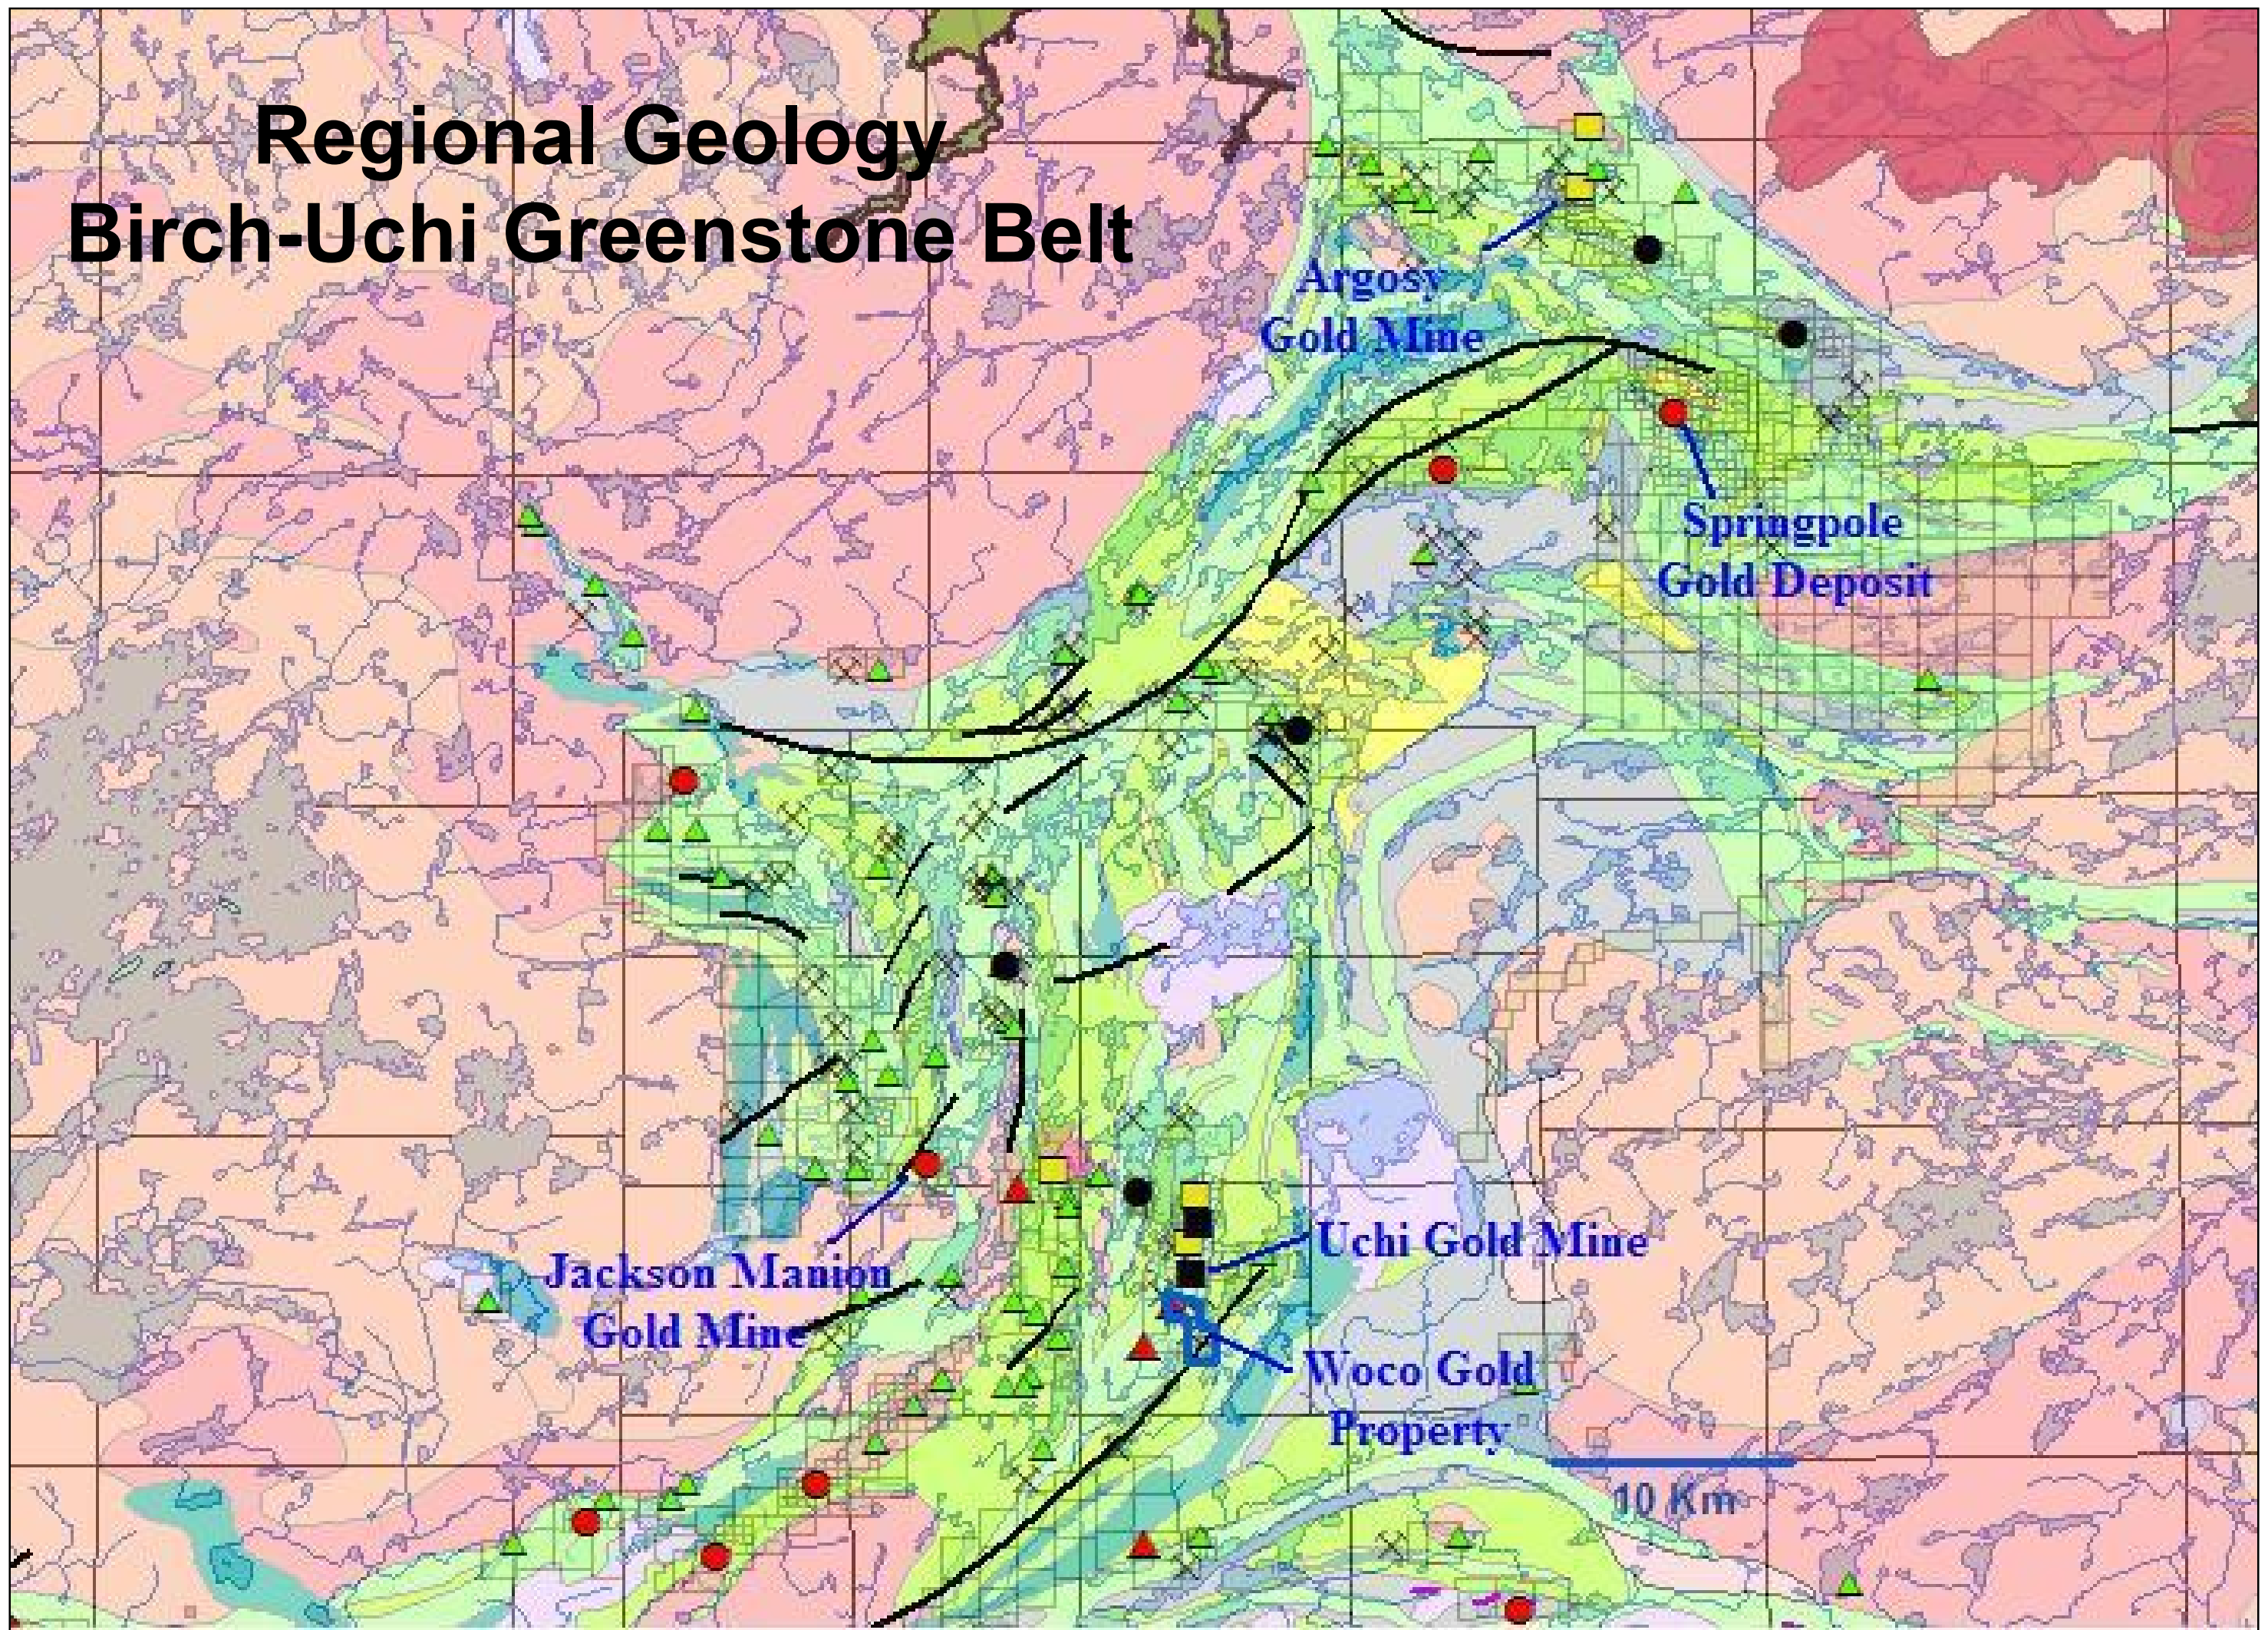 Regional Geology
Birch-Uchi Greenstone Belt
Argosy
Gold Mine
Springpole
Gold Deposit
Uchi Gold Mine
Jackson Manion
Gold Mine
Woco Gold
Property
10 Km